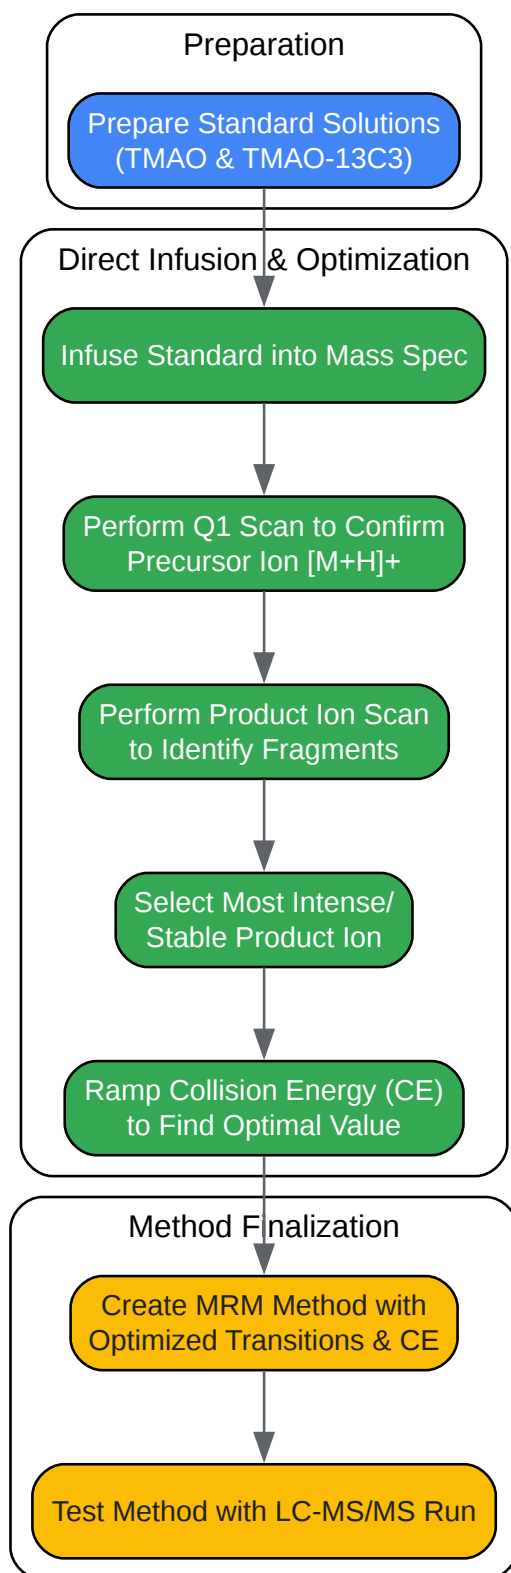 Preparation
Prepare Standard Solutions
(TMAO & TMAO-13C3)
Direct Infusion & Optimization
Infuse Standard into Mass Spec
Perform Q1 Scan to Confirm
Precursor Ion [M+H]+
Perform Product Ion Scan
to Identify Fragments
Select Most Intense/
Stable Product Ion
Ramp Collision Energy (CE)
to Find Optimal Value
Method Finalization
Create MRM Method with
Optimized Transitions & CE
Test Method with LC-MS/MS Run